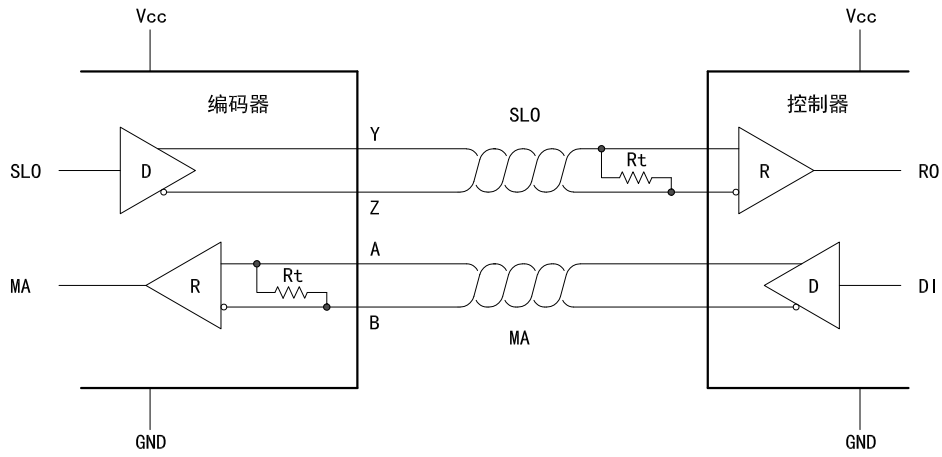 Vcc
Vcc
编码器
控制器
SLO
Y
D
Rt
R
SLO
RO
Z
A
Rt
MA
R
D
DI
B
MA
GND
GND